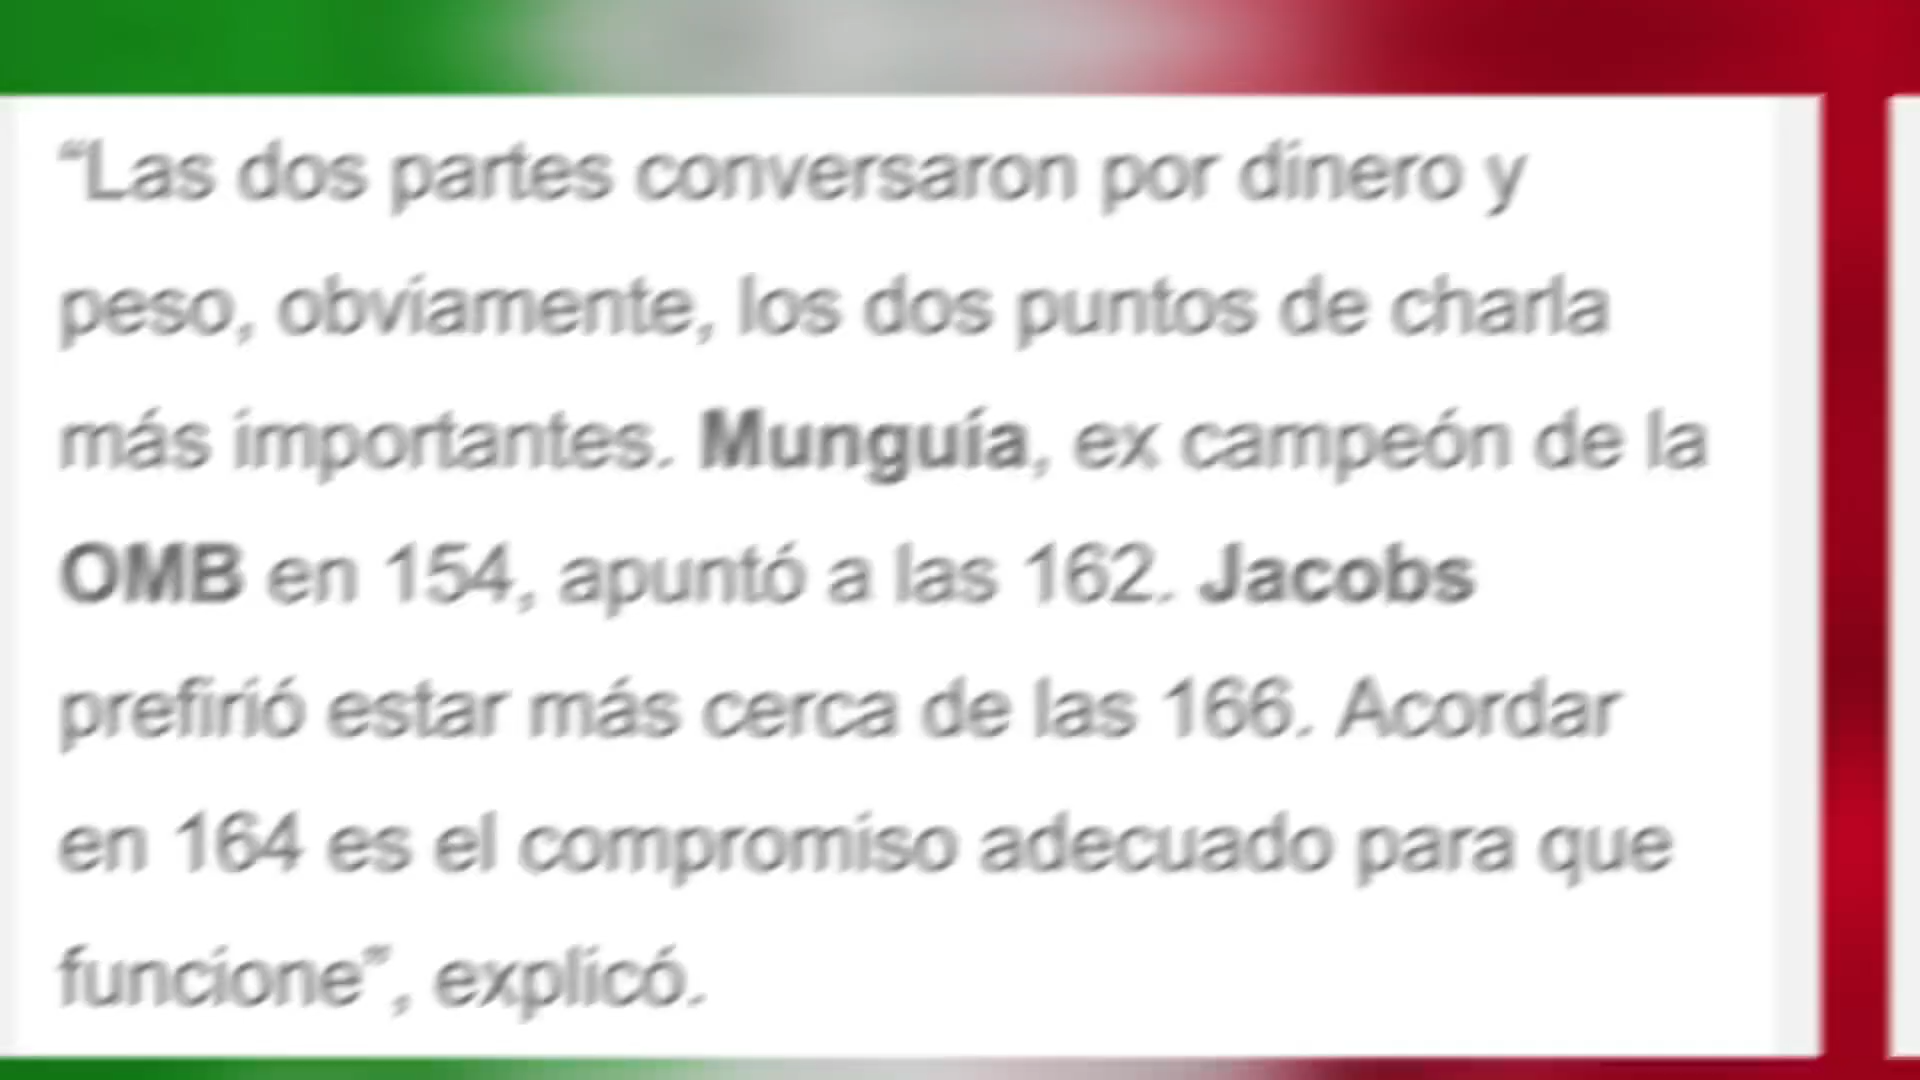 “Las dos partes conversaron por dinero y
peso, obviamente, los dos puntos de charla
más importantes. Munguía, ex campeón de la
OMB en 154, apuntó a las 162. Jacobs
prefirió estar más cerca de las 166. Acordar
en 164 es el compromiso adecuado para que
funcione”, explicó.